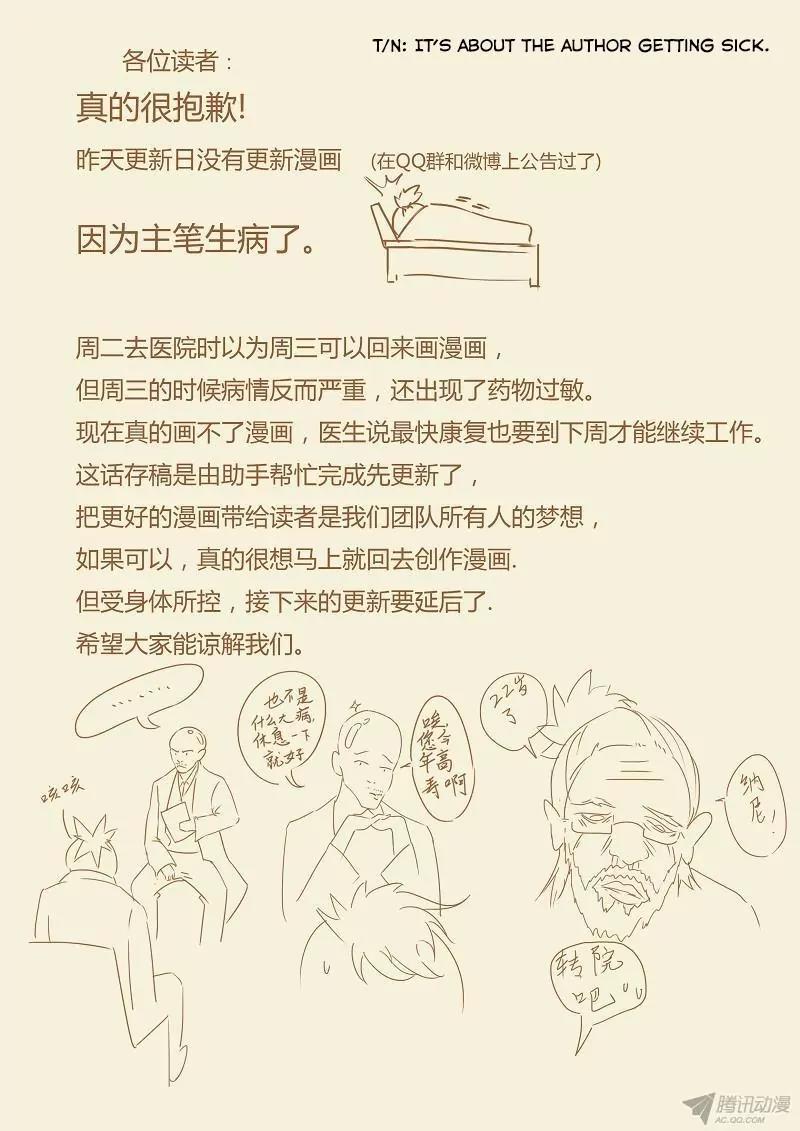 T/N: IT'S ABOUT THE AUTHOR GETTING SICK.
各位读者：
真的很抱歉!
昨天更新日没有更新漫画 (在QQ群和微博上公告过了)
因为主笔生病了。
周二去医院时以为周三可以回来画漫画，
但周三的时候病情反而严重，还出现了药物过敏。
现在真的画不了漫画，医生说最快康复也要到下周才能继续工作。
这话存稿是由助手帮忙完成先更新了，
把更好的漫画带给读者是我们团队所有人的梦想，
如果可以，真的很想马上就回去创作漫画.
但受身体所控，接下来的更新要延后了.
希望大家能谅解我们。
........
咳咳
也不是
什么大病,
休息一下
就好
咳,
您今
年高
寿啊
22岁
了
纳
尼!
转院
吧
腾讯动漫
AC.QQ.COM